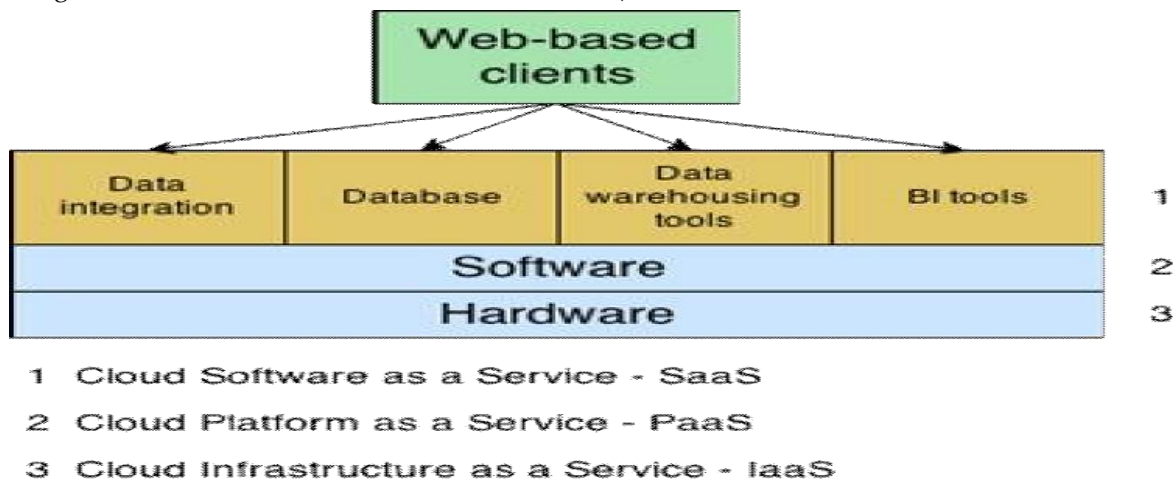 Web-based
clients
Data
integration
Database
Data
warehousing
tools
BI tools
1
Software
2
Hardware
3
1 Cloud Software as a Service - SaaS
2 Cloud Platform as a Service - PaaS
3 Cloud Infrastructure as a Service - IaaS